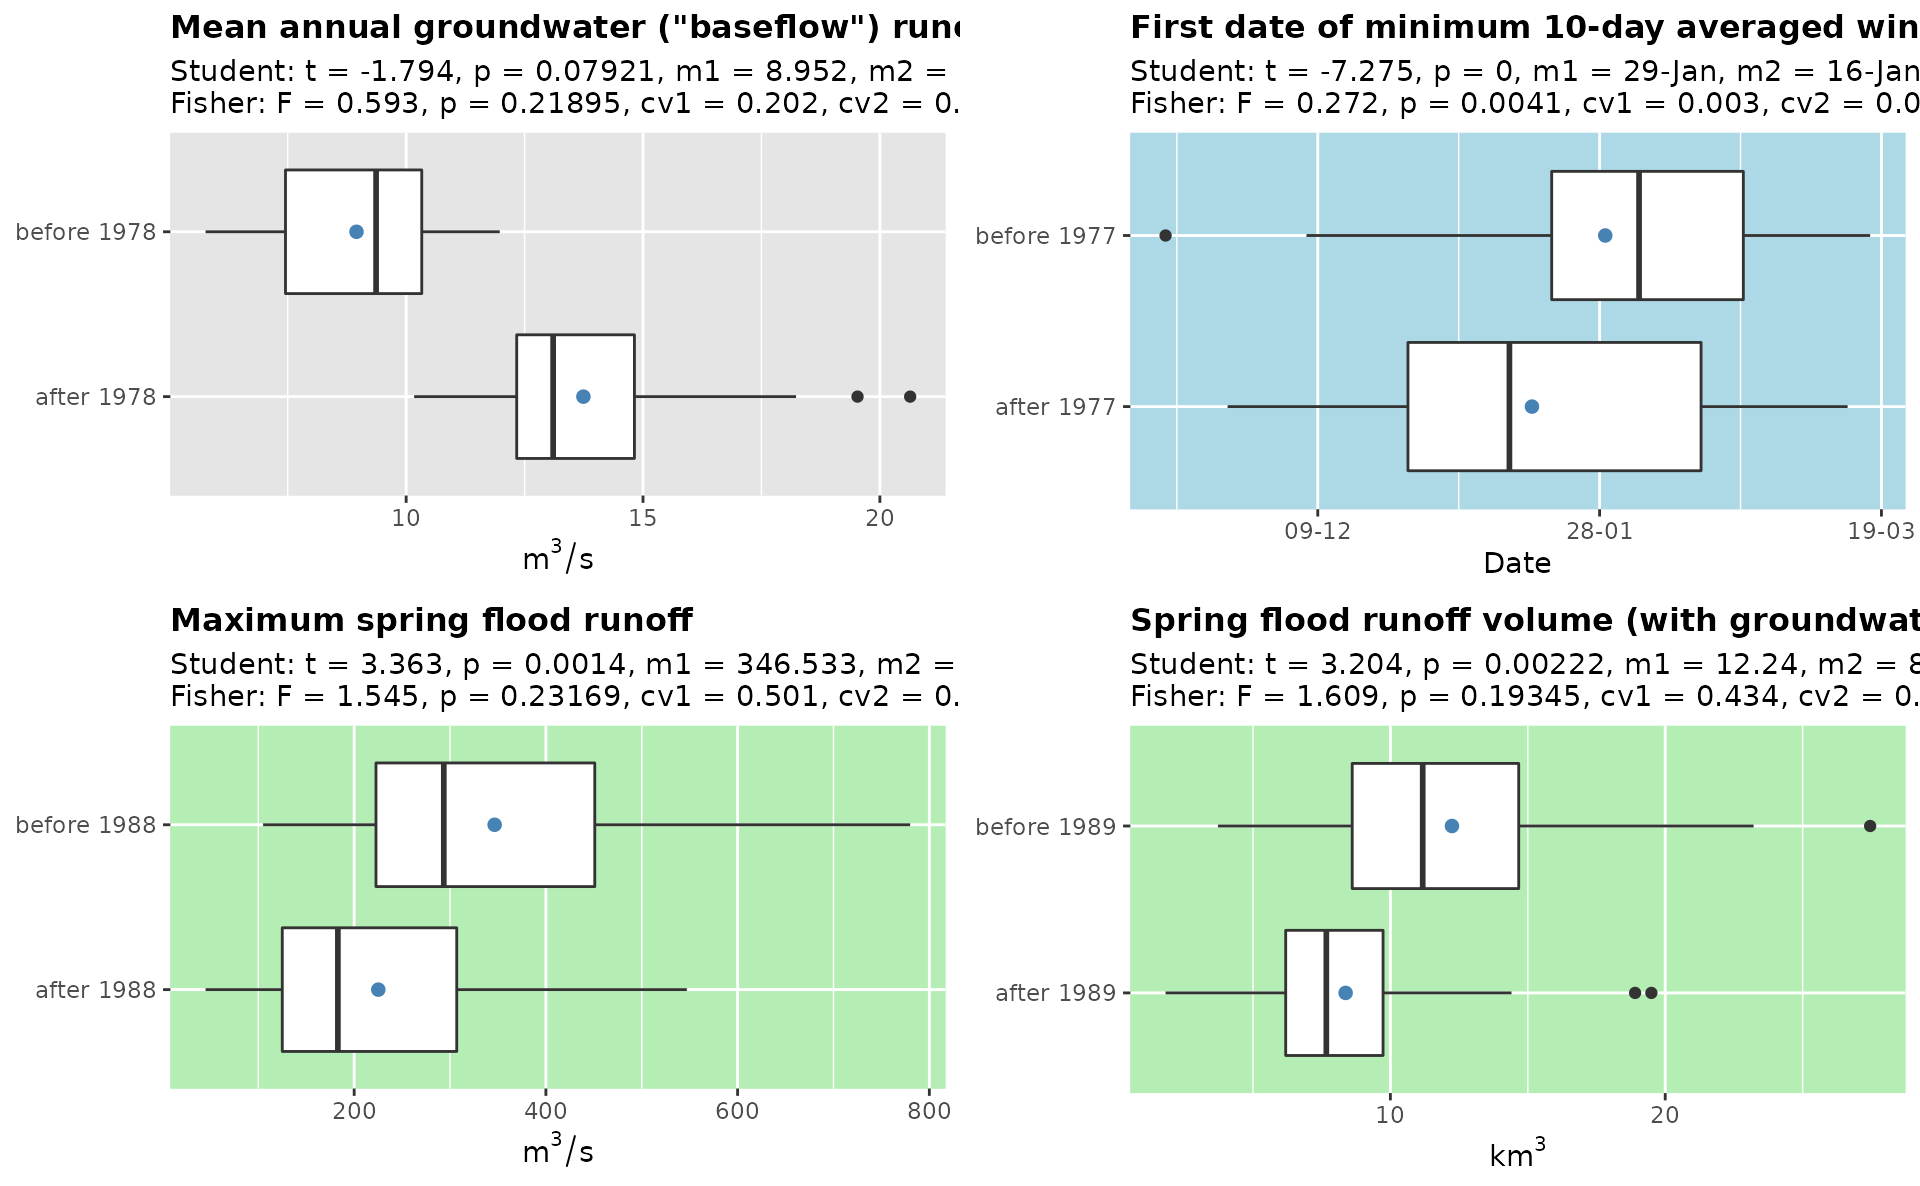 Mean annual groundwater ("baseflow")
Student: t = -1.794, p = 0.07921, m1 = 8.952, m2 =
Fisher: F = 0.593, p = 0.21895, cv1 = 0.202, cv2 = 0.
before 1978
after 1978
10 15 20
m³/s
First date of minimum 10-day averaged win
Student: t = -7.275, p = 0, m1 = 29-Jan, m2 = 16-Jan
Fisher: F = 0.272, p = 0.0041, cv1 = 0.003, cv2 = 0.0
before 1977
after 1977
09-12 28-01 19-03
Date
Maximum spring flood runoff
Student: t = 3.363, p = 0.0014, m1 = 346.533, m2 =
Fisher: F = 1.545, p = 0.23169, cv1 = 0.501, cv2 = 0.
before 1988
after 1988
200 400 600 800
m³/s
Spring flood runoff volume (with groundwat
Student: t = 3.204, p = 0.00222, m1 = 12.24, m2 = 8
Fisher: F = 1.609, p = 0.19345, cv1 = 0.434, cv2 = 0.
before 1989
after 1989
10 20
km³